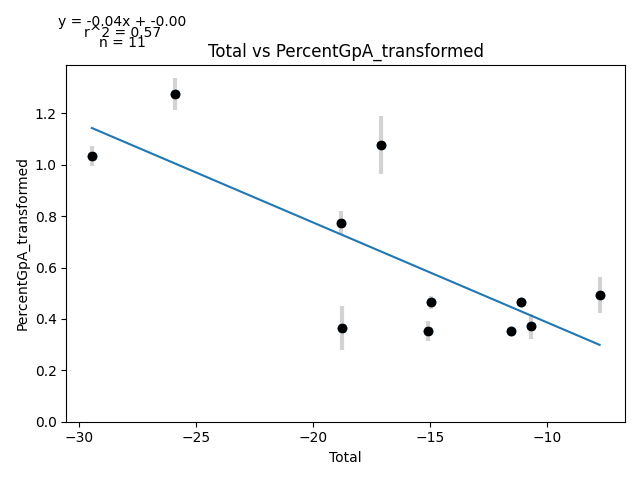 y = -0.04x + -0.00
r^2 = 0.57
n = 11
Total vs PercentGpA_transformed
PercentGpA_transformed
1.2
1.0
0.8
0.6
0.4
0.2
0.0
−30
−25
−20
−15
−10
Total